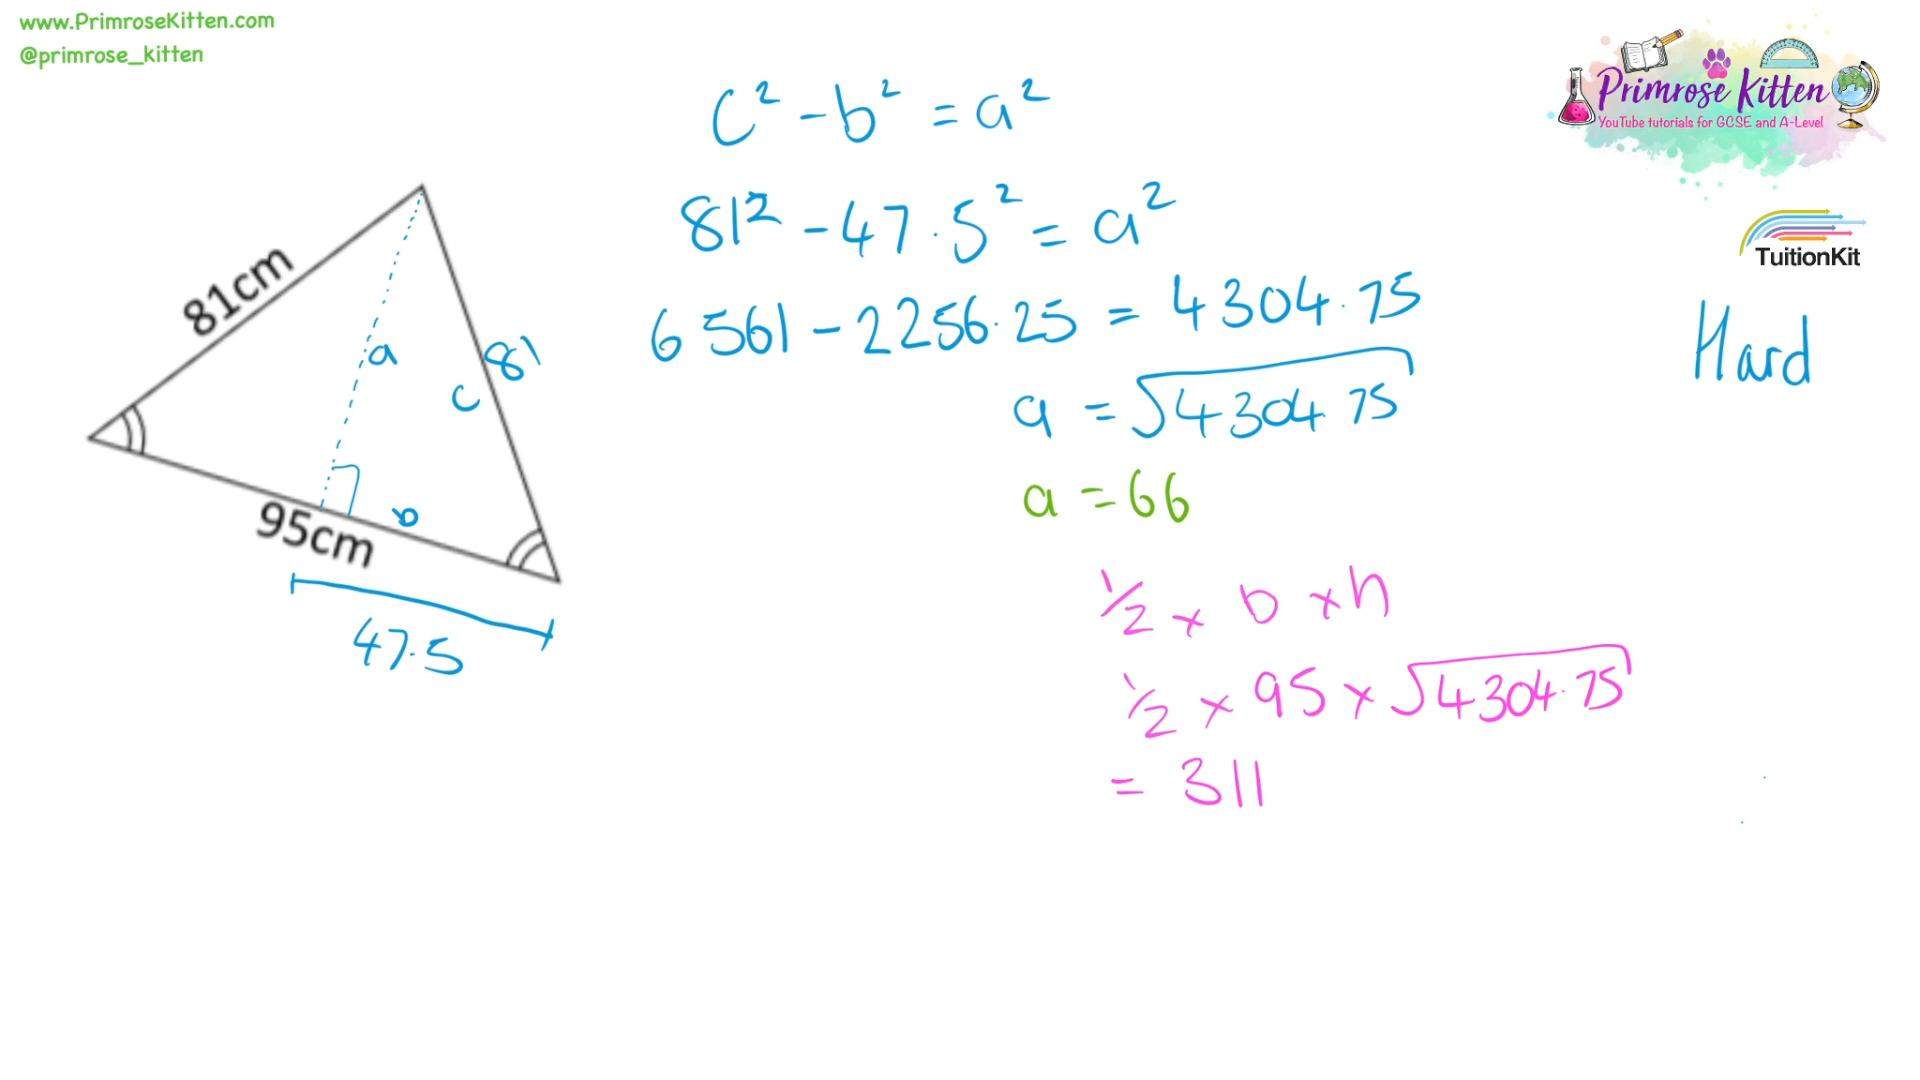 www.PrimroseKitten.com
@primrose_kitten
Primrose Kitten
YouTube tutorials for GCSE and A-Level
TuitionKit
Hard
c² - b² = a²
81² - 47.5² = a²
6561 - 2256.25 = 4304.75
a = √4304.75
a = 66
½ × b × h
½ × 95 × √4304.75
= 311
81cm
a
c
81
b
95cm
47.5